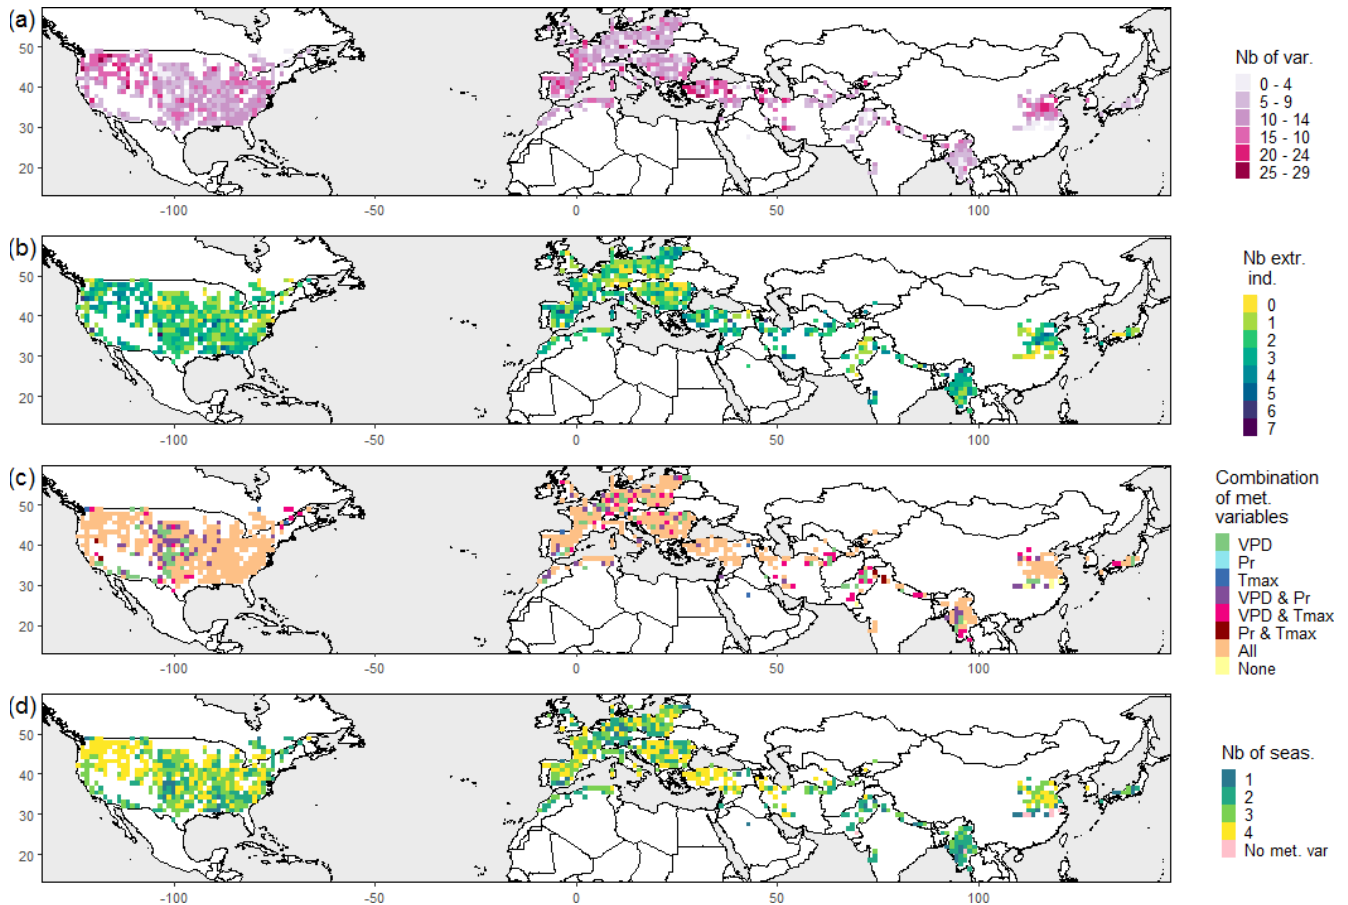 (a)
50
40
30
20
-100
-50
0
50
100
Nb of var.
0 - 4
5 - 9
10 - 14
15 - 10
20 - 24
25 - 29
(b)
50
40
30
20
-100
-50
0
50
100
Nb extr.
ind.
0
1
2
3
4
5
6
7
(c)
50
40
30
20
-100
-50
0
50
100
Combination
of met.
variables
VPD
Pr
Tmax
VPD & Pr
VPD & Tmax
Pr & Tmax
All
None
(d)
50
40
30
20
-100
-50
0
50
100
Nb of seas.
1
2
3
4
No met. var